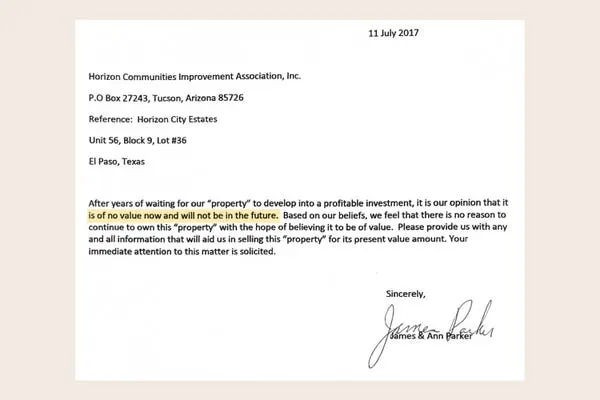 11 July 2017
Horizon Communities Improvement Association, Inc.
P.O Box 27243, Tucson, Arizona 85726
Reference: Horizon City Estates
Unit 56, Block 9, Lot #36
El Paso, Texas
After years of waiting for our “property” to develop into a profitable investment, it is our opinion that it
is of no value now and will not be in the future. Based on our beliefs, we feel that there is no reason to
continue to own this “property” with the hope of believing it to be of value. Please provide us with any
and all information that will aid us in selling this “property” for its present value amount. Your
immediate attention to this matter is solicited.
Sincerely,
James Parker
James & Ann Parker